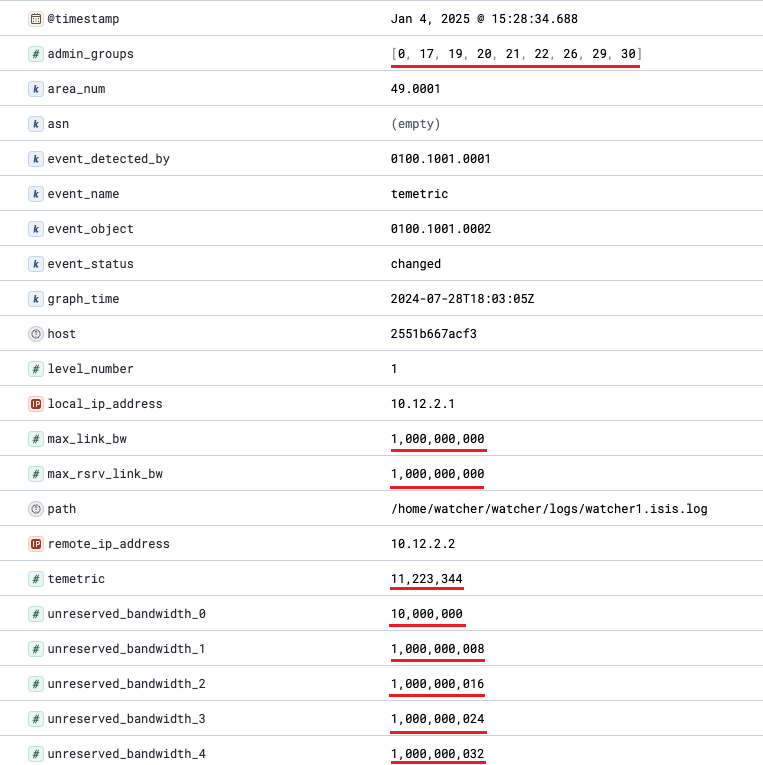 @timestamp Jan 4, 2025 @ 15:28:34.688
# admin_groups [0, 17, 19, 20, 21, 22, 26, 29, 30]
k area_num 49.0001
k asn (empty)
k event_detected_by 0100.1001.0001
k event_name temetric
k event_object 0100.1001.0002
k event_status changed
k graph_time 2024-07-28T18:03:05Z
? host 2551b667acf3
# level_number 1
IP local_ip_address 10.12.2.1
# max_link_bw 1,000,000,000
# max_rsrv_link_bw 1,000,000,000
? path /home/watcher/watcher/logs/watcher1.isis.log
IP remote_ip_address 10.12.2.2
# temetric 11,223,344
# unreserved_bandwidth_0 10,000,000
# unreserved_bandwidth_1 1,000,000,008
# unreserved_bandwidth_2 1,000,000,016
# unreserved_bandwidth_3 1,000,000,024
# unreserved_bandwidth_4 1,000,000,032